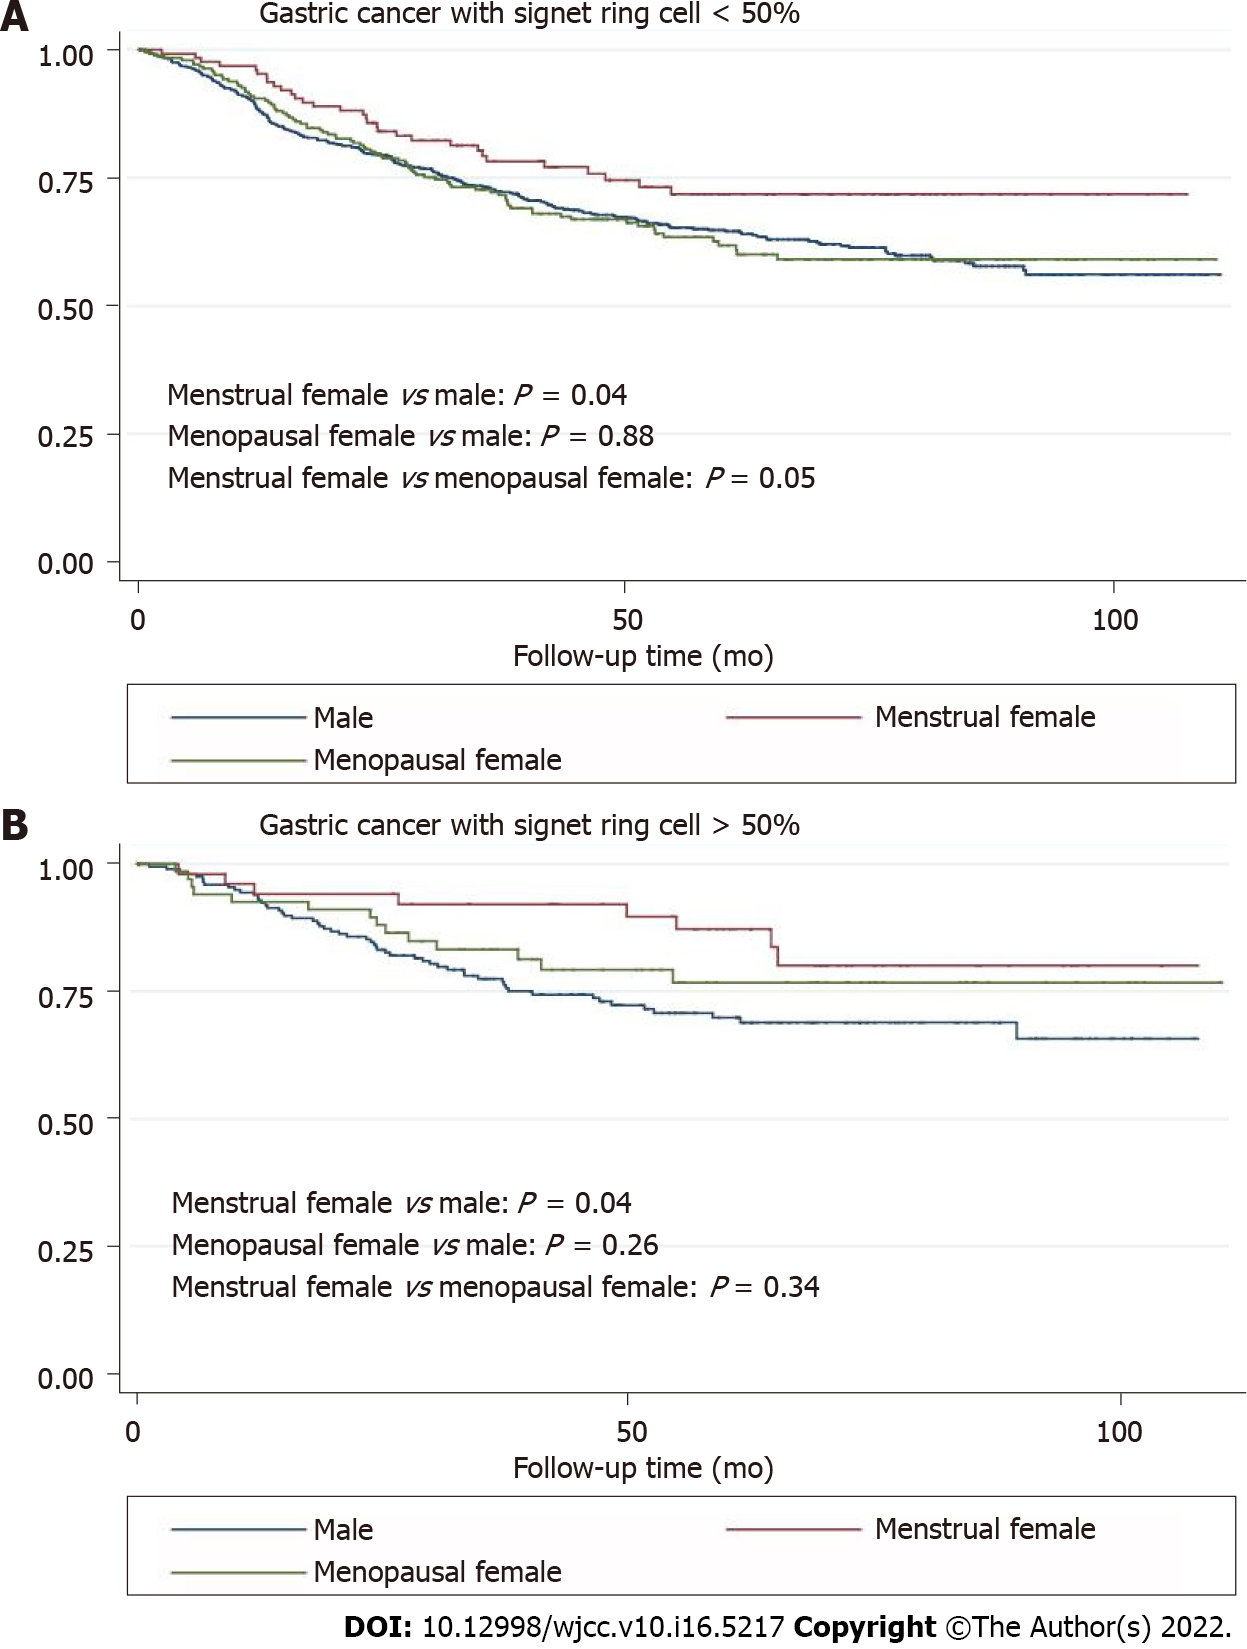 A Gastric cancer with signet ring cell < 50%
1.00
0.75
0.50
Menstrual female vs male: P = 0.04
0.25 Menopausal female vs male: P = 0.88
Menstrual female vs menopausal female: P = 0.05
0.00
0 50 100
Follow-up time (mo)
Male Menstrual female
Menopausal female
B Gastric cancer with signet ring cell > 50%
1.00
0.75
0.50
Menstrual female vs male: P = 0.04
0.25 Menopausal female vs male: P = 0.26
Menstrual female vs menopausal female: P = 0.34
0.00
0 50 100
Follow-up time (mo)
Male Menstrual female
Menopausal female
DOI: 10.12998/wjcc.v10.i16.5217 Copyright ©The Author(s) 2022.